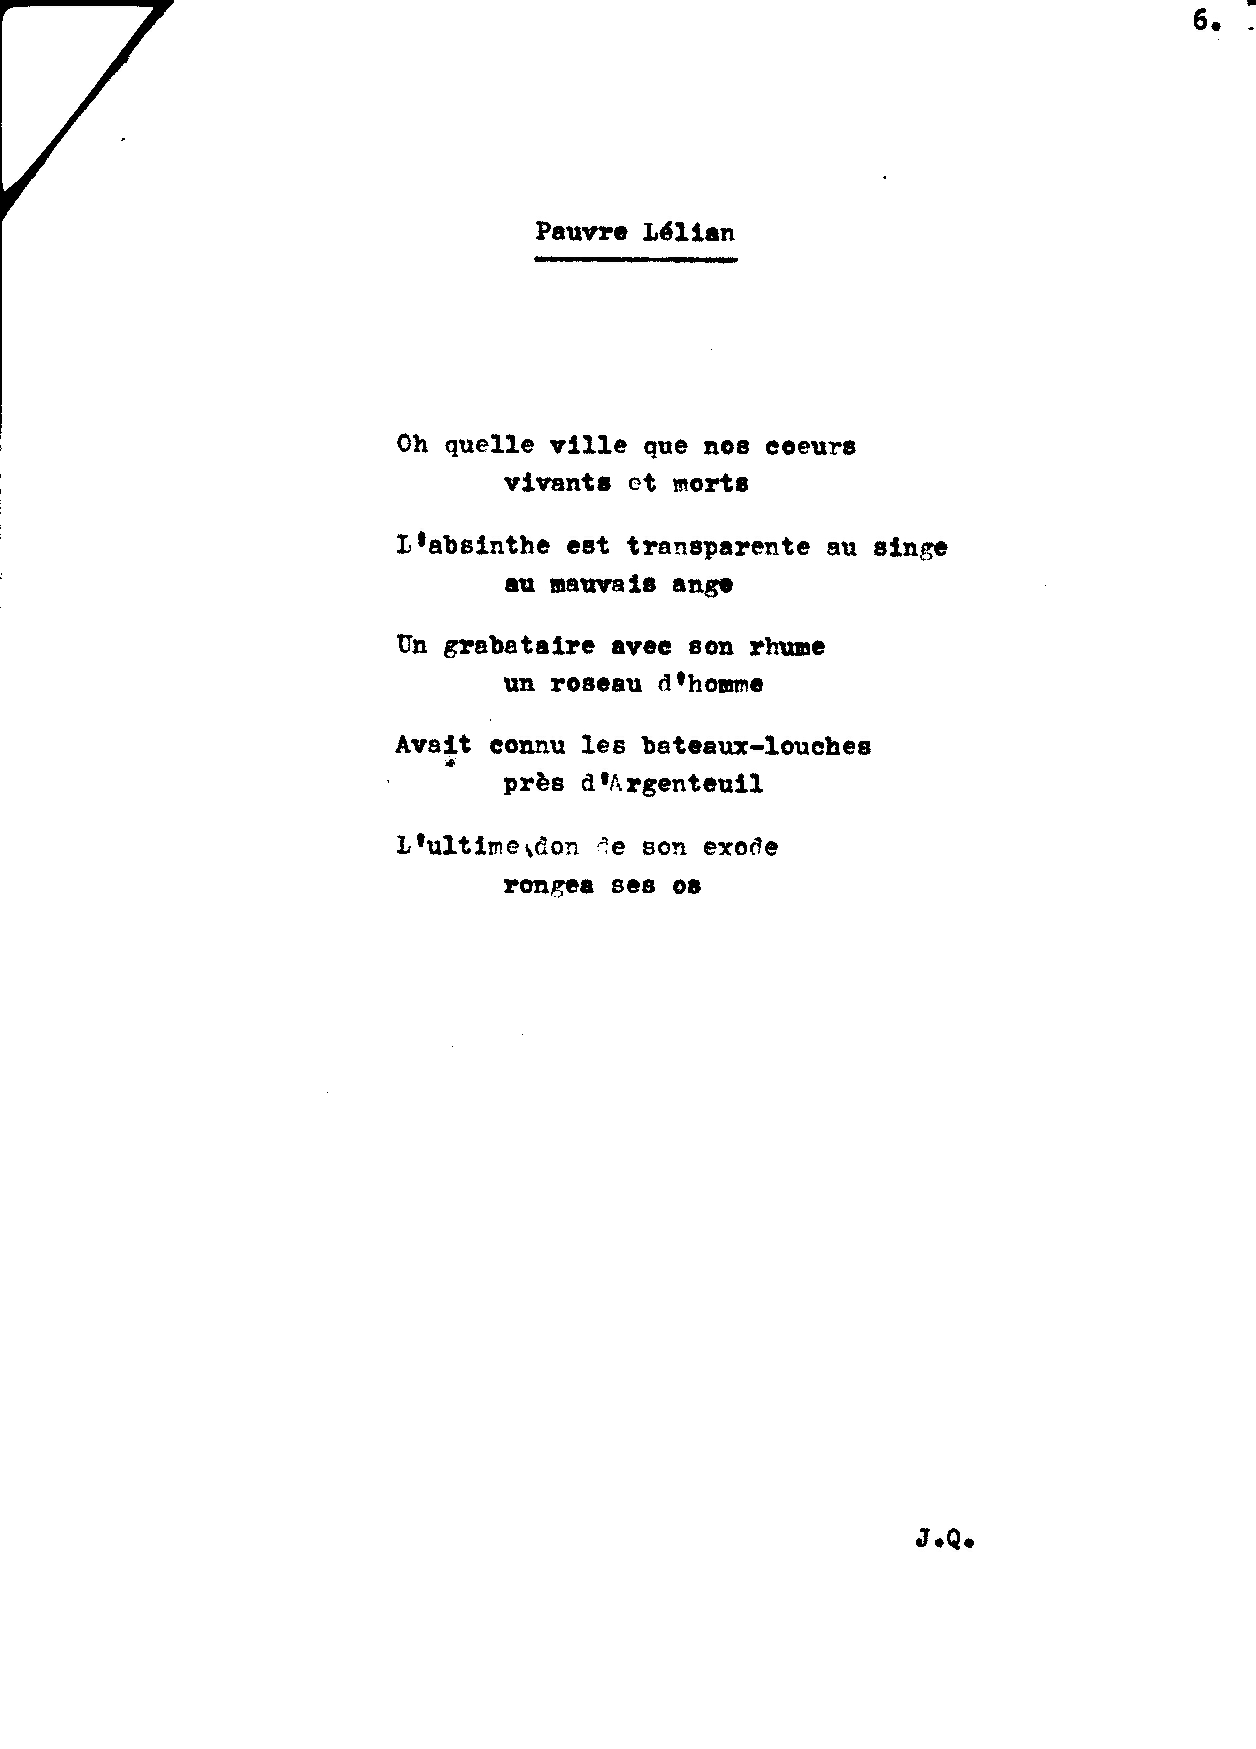 6.
Pauvre Lélian
Oh quelle ville que nos coeurs
vivants et morts
L'absinthe est transparente au singe
au mauvais ange
Un grabataire avec son rhume
un roseau d'homme
Avait connu les bateaux-louches
près d'Argenteuil
L'ultime don de son exode
rongea ses os
J.Q.